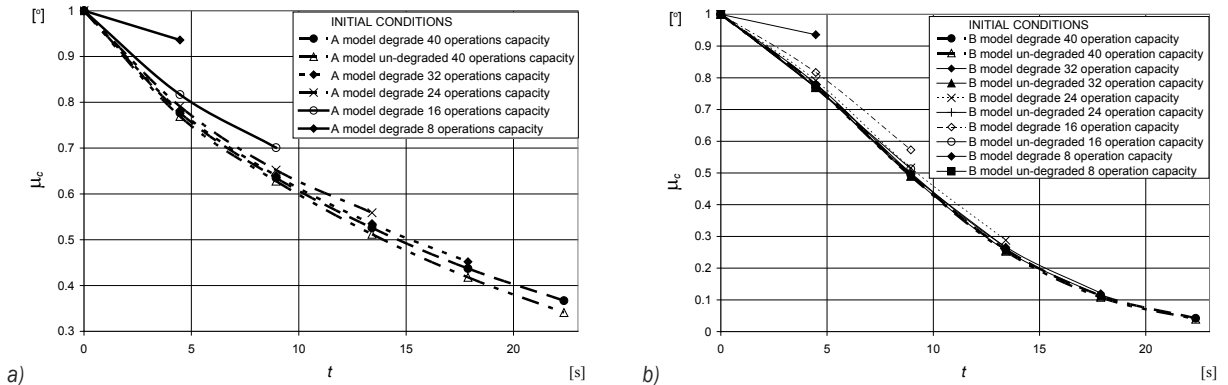 [º]
1
0.9
0.8
0.7
0.6
0.5
0.4
0.3
μc
0
5
10
15
20
t
[s]
INITIAL CONDITIONS
A model degrade 40 operations capacity
A model un-degraded 40 operations capacity
A model degrade 32 operations capacity
A model degrade 24 operations capacity
A model degrade 16 operations capacity
A model degrade 8 operations capacity
a)
[º]
1
0.9
0.8
0.7
0.6
0.5
0.4
0.3
0.2
0.1
0
μc
0
5
10
15
20
t
[s]
INITIAL CONDITIONS
B model degrade 40 operation capacity
B model un-degraded 40 operation capacity
B model degrade 32 operation capacity
B model un-degraded 32 operation capacity
B model degrade 24 operation capacity
B model un-degraded 24 operation capacity
B model degrade 16 operation capacity
B model un-degraded 16 operation capacity
B model degrade 8 operation capacity
B model un-degraded 8 operation capacity
b)